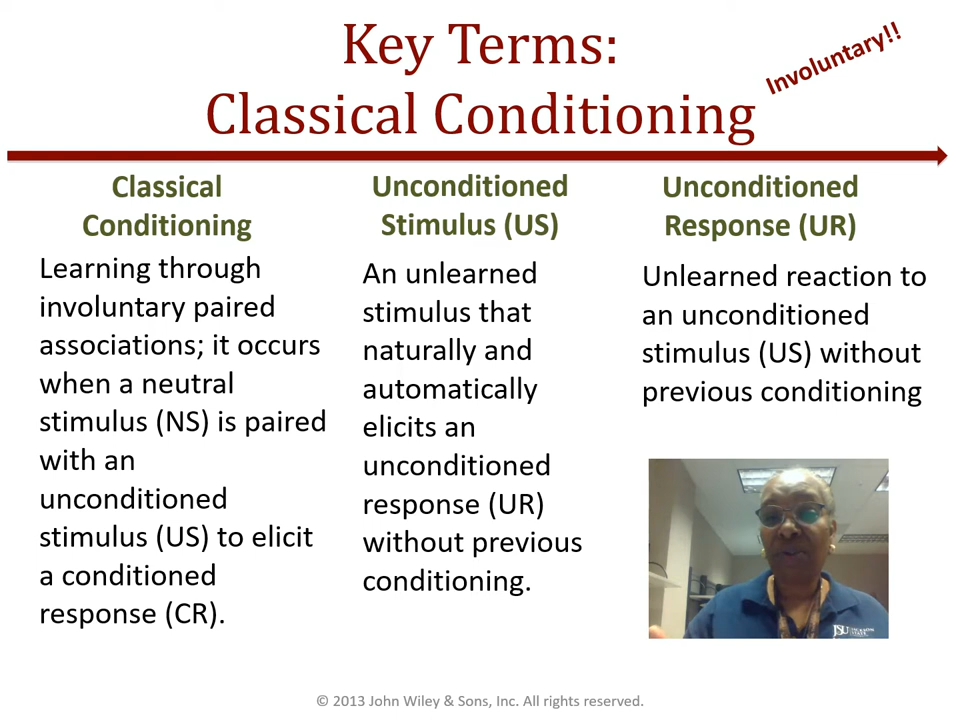 Key Terms:
Classical Conditioning
Involuntary!!
Classical
Conditioning
Learning through
involuntary paired
associations; it occurs
when a neutral
stimulus (NS) is paired
with an
unconditioned
stimulus (US) to elicit
a conditioned
response (CR).
Unconditioned
Stimulus (US)
An unlearned
stimulus that
naturally and
automatically
elicits an
unconditioned
response (UR)
without previous
conditioning.
Unconditioned
Response (UR)
Unlearned reaction to
an unconditioned
stimulus (US) without
previous conditioning
JSU
© 2013 John Wiley & Sons, Inc. All rights reserved.